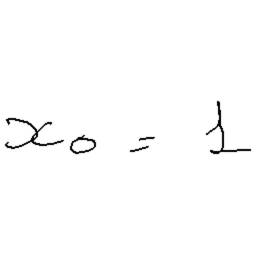 x₀ = 1